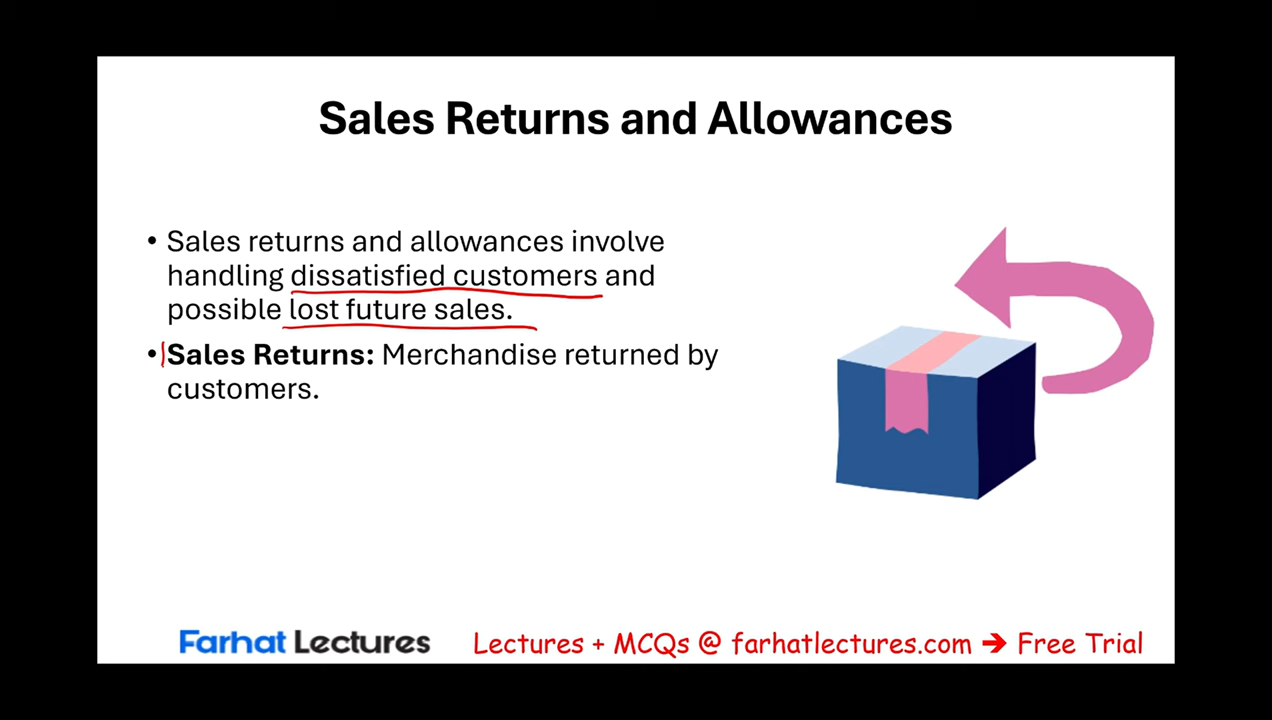 Sales Returns and Allowances
• Sales returns and allowances involve
handling dissatisfied customers and
possible lost future sales.
• Sales Returns: Merchandise returned by
customers.
Farhat Lectures
Lectures + MCQs @ farhatlectures.com ➔ Free Trial